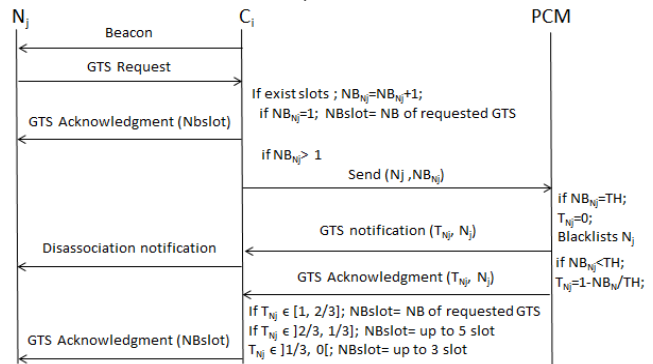 Nj Ci PCM
Beacon
GTS Request
If exist slots ; NBNj=NBNj+1;
if NBNj=1; NBslot= NB of requested GTS
GTS Acknowledgment (Nbslot)
if NBNj> 1
Send (Nj ,NBNj)
if NBNj=TH;
TNj=0;
Blacklists Nj
GTS notification (TNj, Nj)
Disassociation notification
if NBNj<TH;
TNj=1-NBN/TH;
GTS Acknowledgment (TNj, Nj)
If TNj ϵ [1, 2/3]; NBslot= NB of requested GTS
If TNj ϵ ]2/3, 1/3]; NBslot= up to 5 slot
TNj ϵ ]1/3, 0[; NBslot= up to 3 slot
GTS Acknowledgment (NBslot)